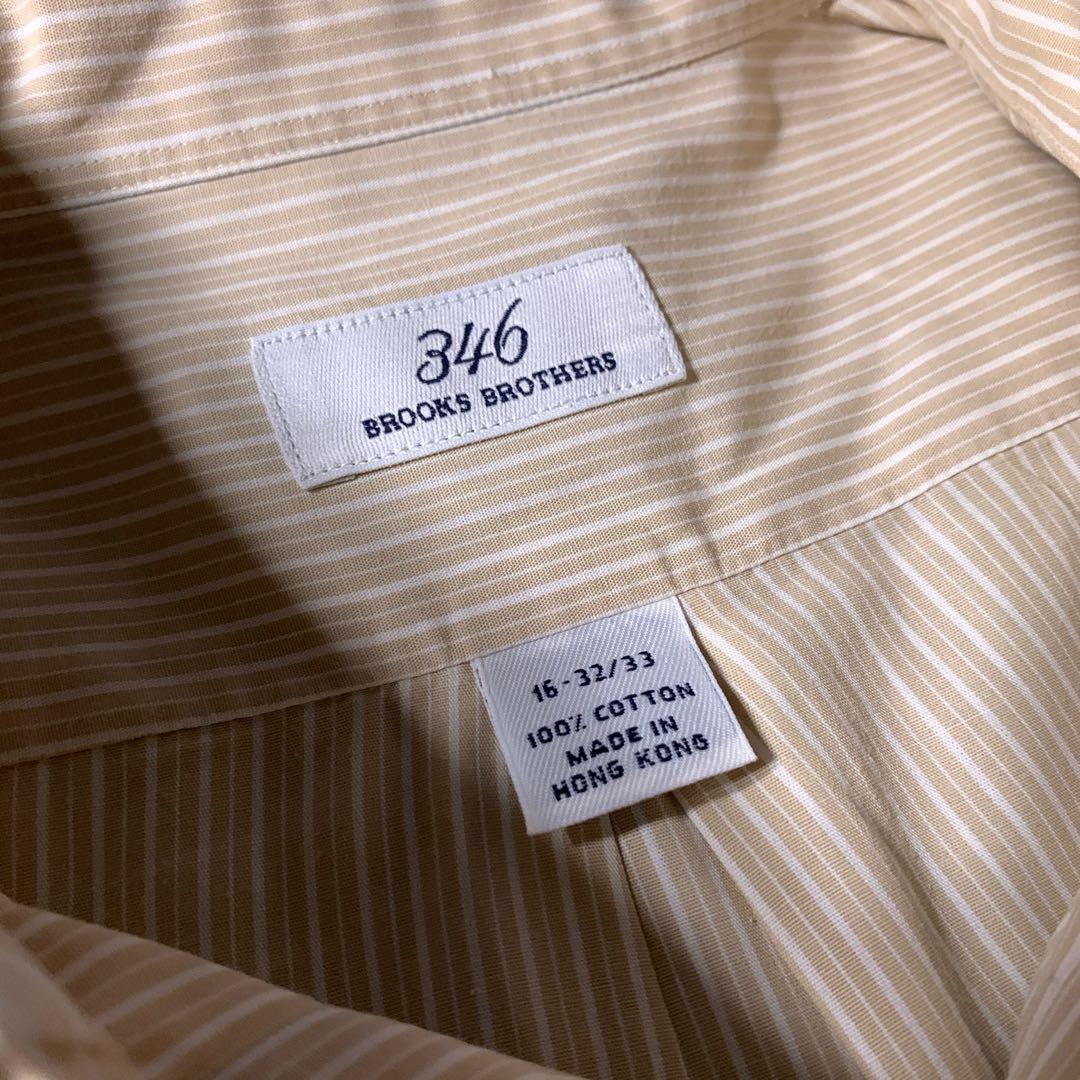 346
BROOKS BROTHERS
16-32/33
100% COTTON
MADE IN
HONG KONG